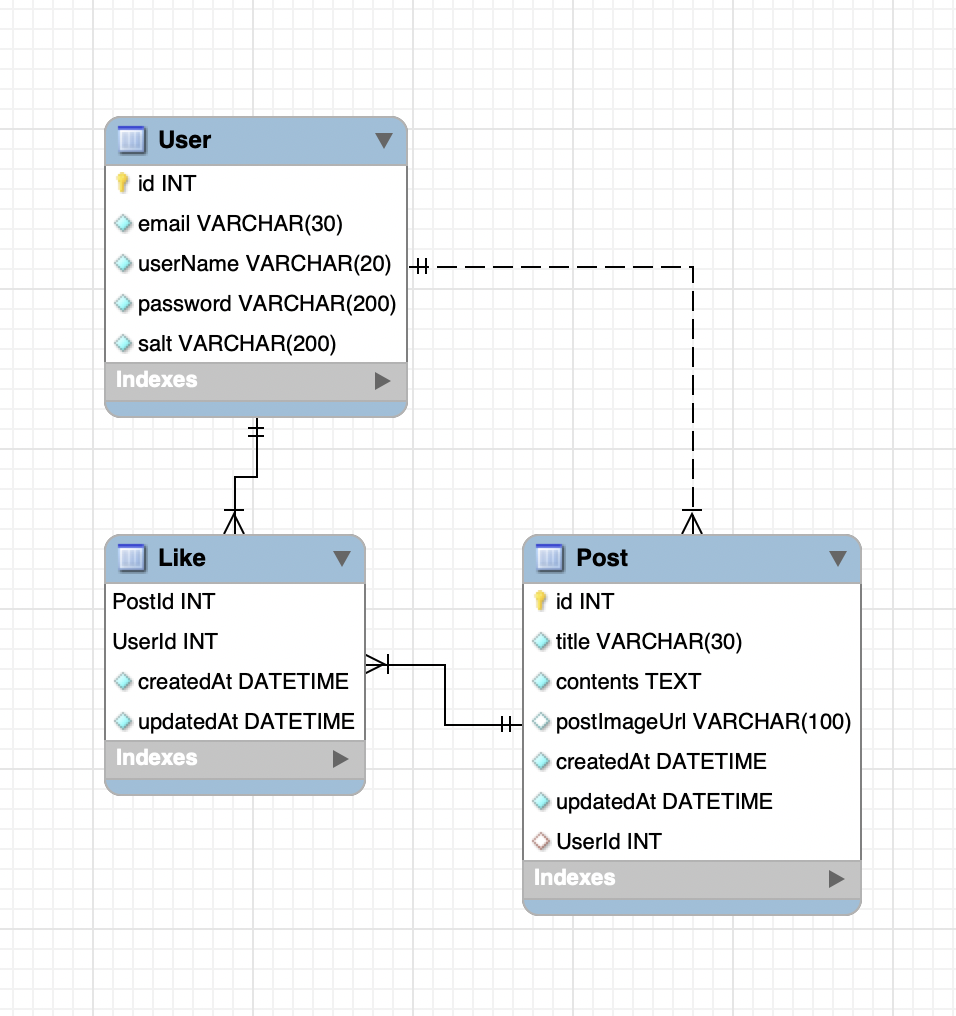 User
id INT
email VARCHAR(30)
userName VARCHAR(20)
password VARCHAR(200)
salt VARCHAR(200)
Indexes
Like
PostId INT
UserId INT
createdAt DATETIME
updatedAt DATETIME
Indexes
Post
id INT
title VARCHAR(30)
contents TEXT
postImageUrl VARCHAR(100)
createdAt DATETIME
updatedAt DATETIME
UserId INT
Indexes